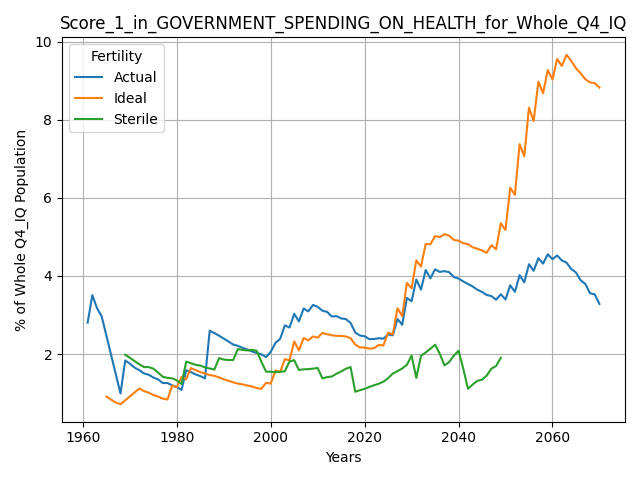 Score_1_in_GOVERNMENT_SPENDING_ON_HEALTH_for_Whole_Q4_IQ
Fertility
Actual
Ideal
Sterile
% of Whole Q4_IQ Population
10
8
6
4
2
1960
1980
2000
2020
2040
2060
Years